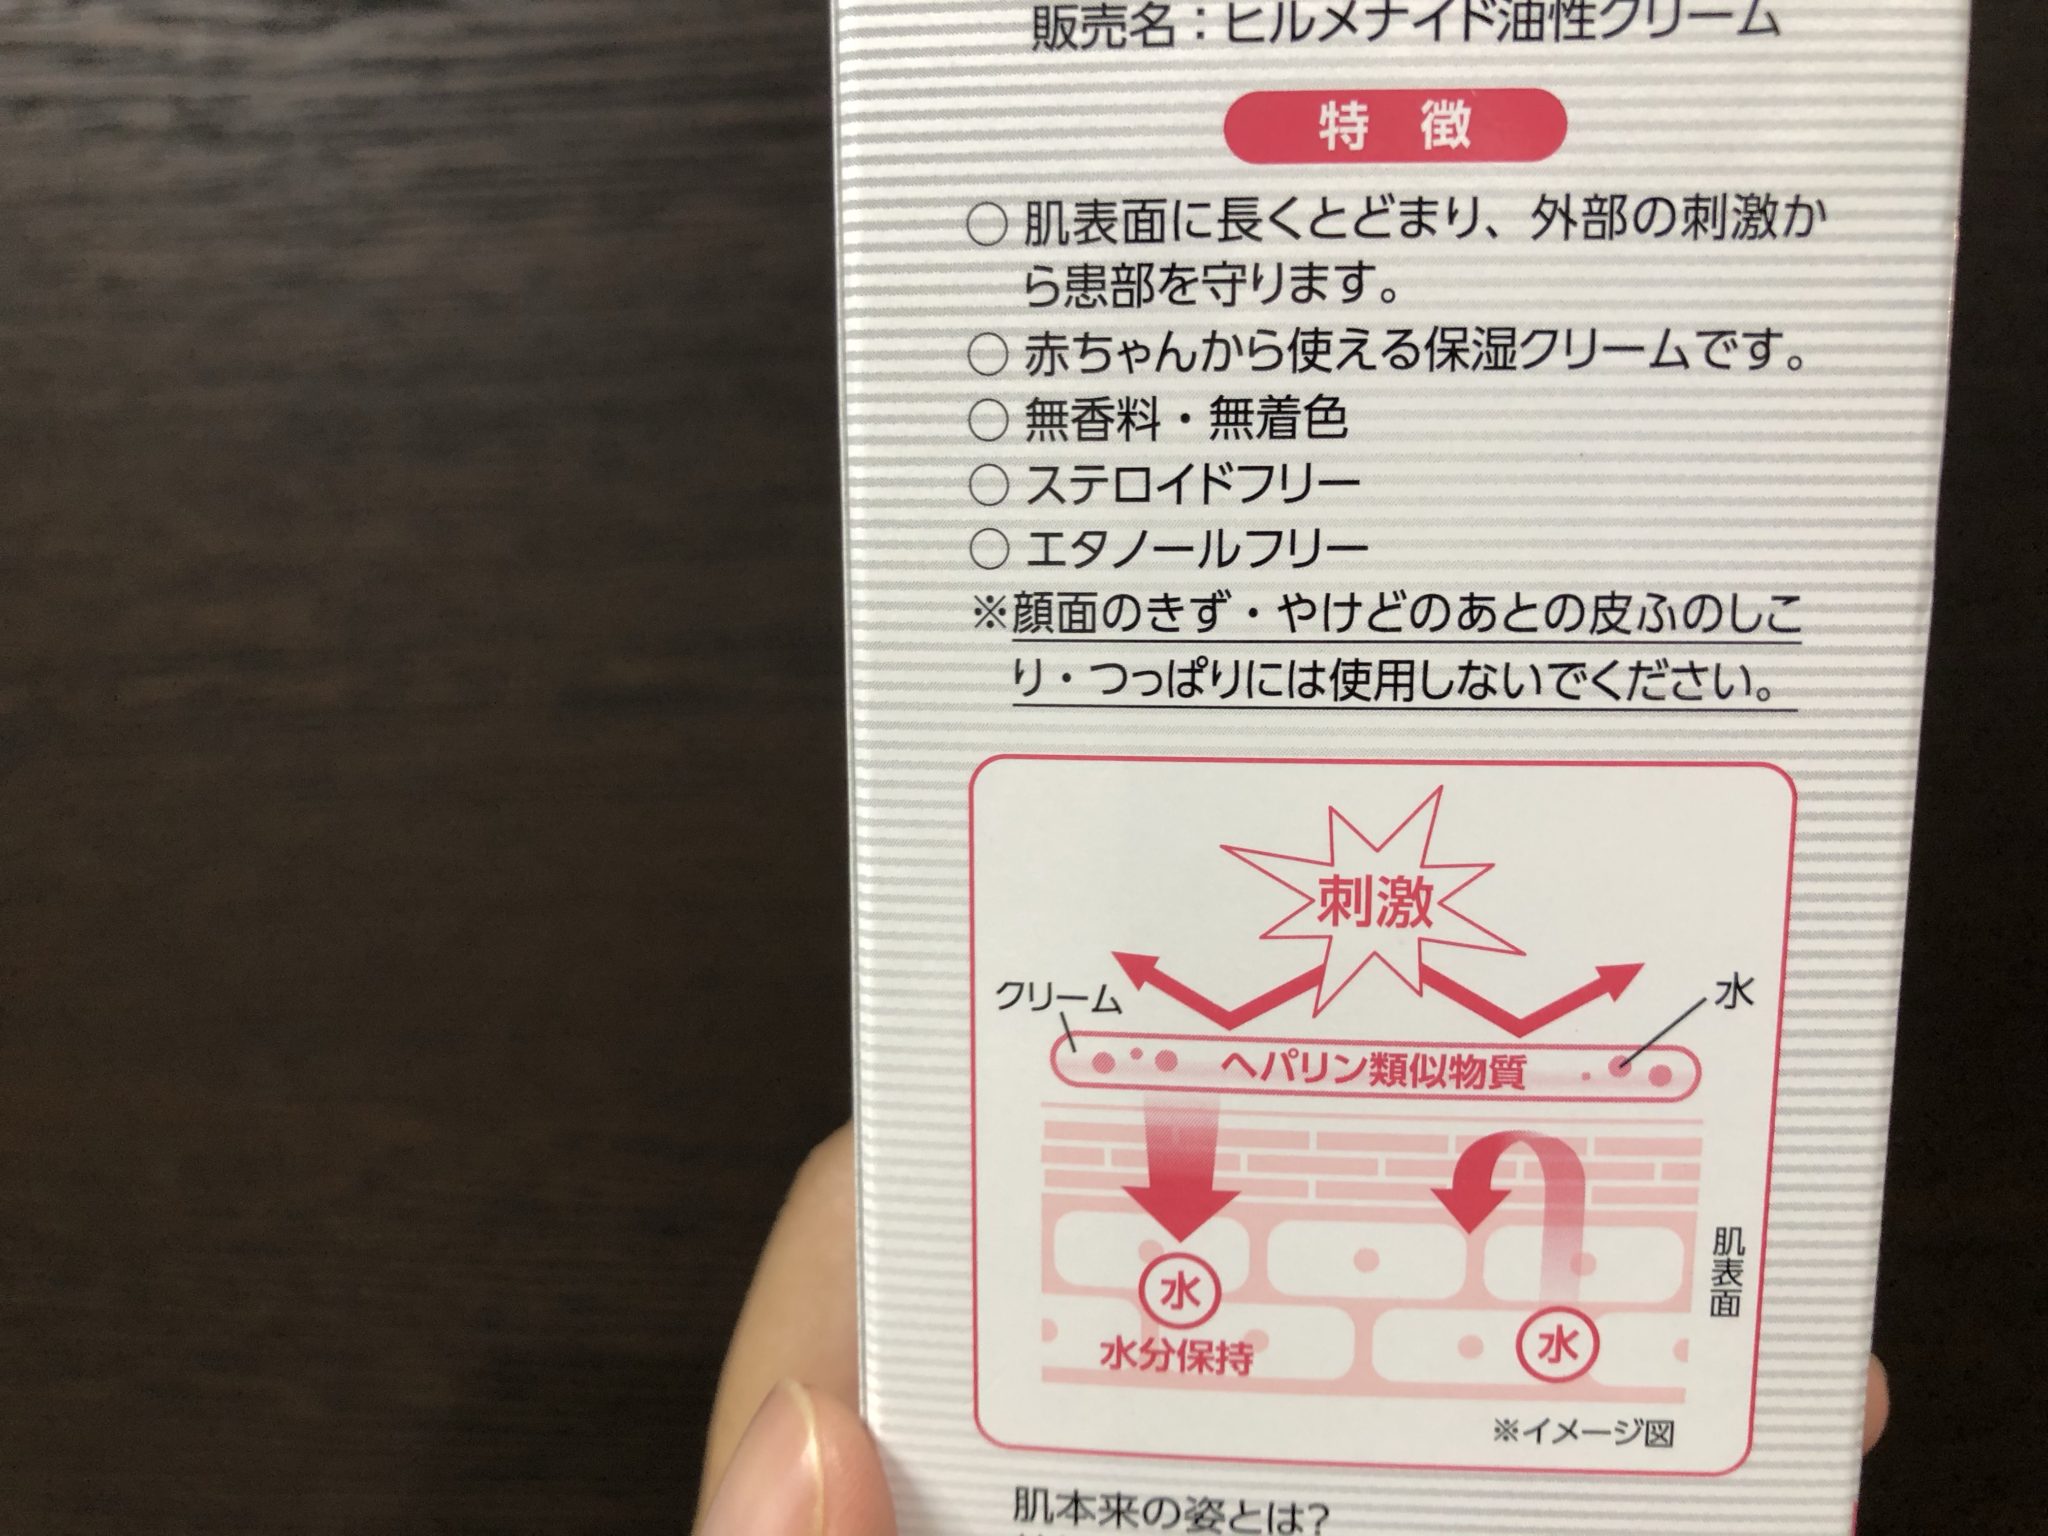 販売名：ヒルメナイド油性クリーム
特 徴
○ 肌表面に長くとどまり、外部の刺激か
ら患部を守ります。
○ 赤ちゃんから使える保湿クリームです。
○ 無香料・無着色
○ ステロイドフリー
○ エタノールフリー
※顔面のきず・やけどのあとの皮ふのしこ
り・つっぱりには使用しないでください。
刺激
クリーム
水
ヘパリン類似物質
水
水分保持
水
肌表面
※イメージ図
肌本来の姿とは?